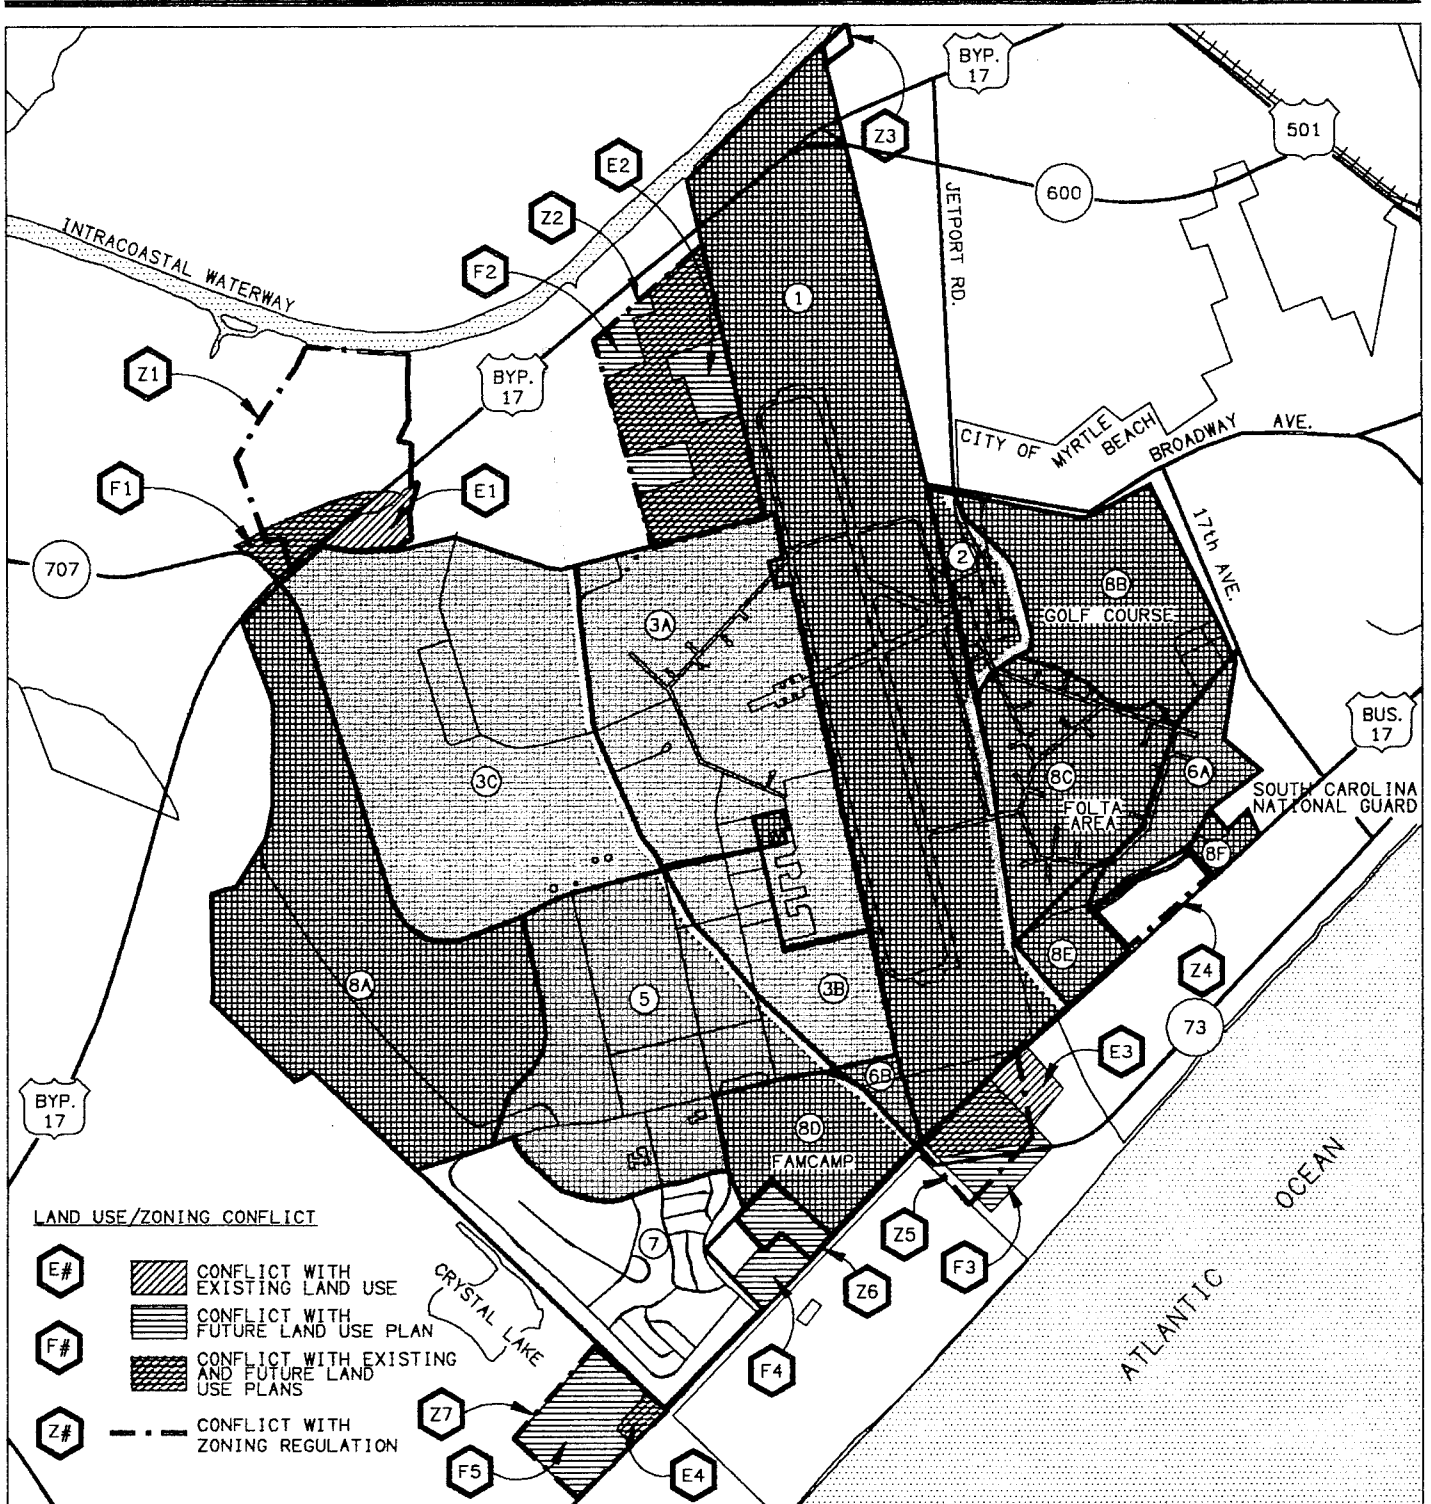 BYP.
17
501
Z3
E2
600
Z2
JETPORT RD.
F2
INTRACOASTAL WATERWAY
1
Z1
BYP.
17
CITY OF MYRTLE
BEACH
BROADWAY AVE.
F1
E1
17th AVE.
707
2
8B
GOLF COURSE
3A
BUS.
17
3C
8C
6A
FOLTA
AREA
SOUTH CAROLINA
NATIONAL GUARD
8F
8E
Z4
8A
5
3B
73
E3
6B
BYP.
17
8D
FAMCAMP
OCEAN
ATLANTIC
LAND USE/ZONING CONFLICT
7
Z5
F3
Z6
E#
CONFLICT WITH
EXISTING LAND USE
CRYSTAL LAKE
F#
CONFLICT WITH
FUTURE LAND USE PLAN
CONFLICT WITH EXISTING
AND FUTURE LAND
USE PLANS
F4
Z7
Z#
CONFLICT WITH
ZONING REGULATION
F5
E4